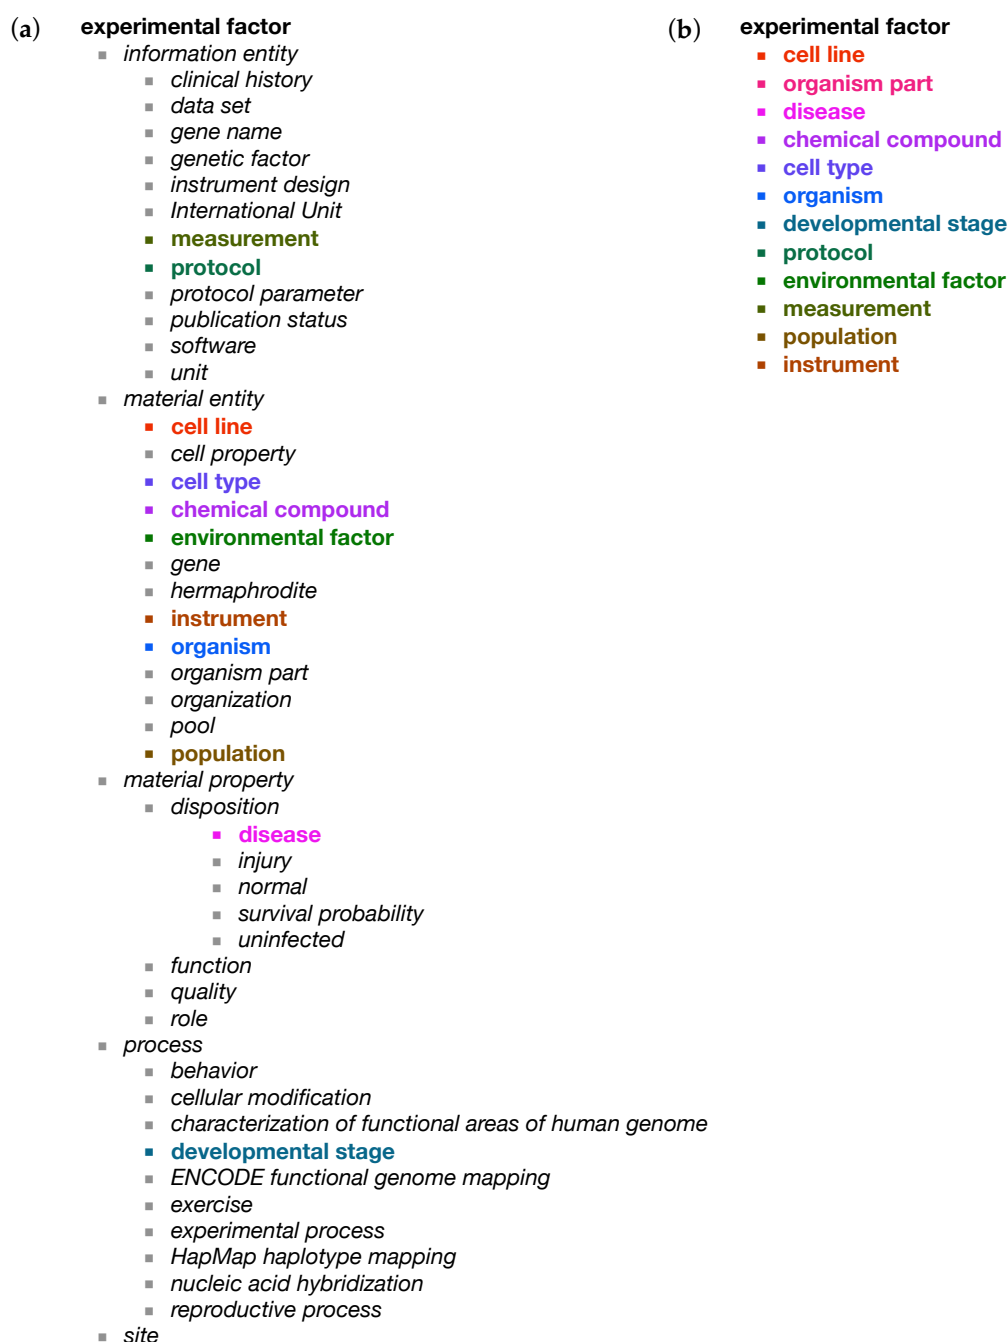 (a)
experimental factor
information entity
clinical history
data set
gene name
genetic factor
instrument design
International Unit
measurement
protocol
protocol parameter
publication status
software
unit
material entity
cell line
cell property
cell type
chemical compound
environmental factor
gene
hermaphrodite
instrument
organism
organism part
organization
pool
population
material property
disposition
disease
injury
normal
survival probability
uninfected
function
quality
role
process
behavior
cellular modification
characterization of functional areas of human genome
developmental stage
ENCODE functional genome mapping
exercise
experimental process
HapMap haplotype mapping
nucleic acid hybridization
reproductive process
site
(b)
experimental factor
cell line
organism part
disease
chemical compound
cell type
organism
developmental stage
protocol
environmental factor
measurement
population
instrument